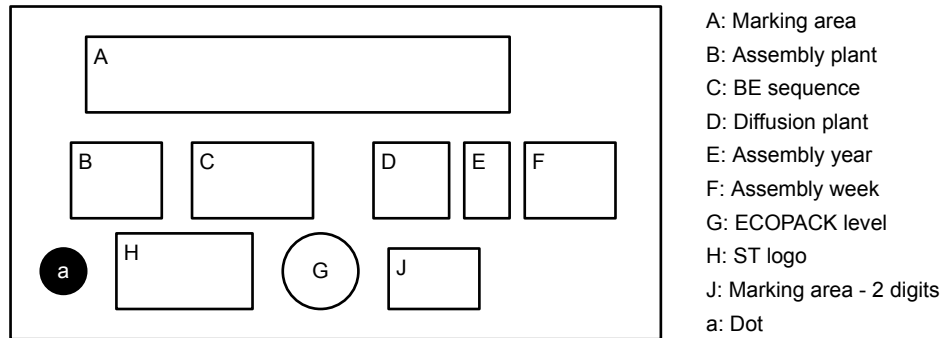 A
B
C
D
E
F
a
H
G
J
A: Marking area
B: Assembly plant
C: BE sequence
D: Diffusion plant
E: Assembly year
F: Assembly week
G: ECOPACK level
H: ST logo
J: Marking area - 2 digits
a: Dot